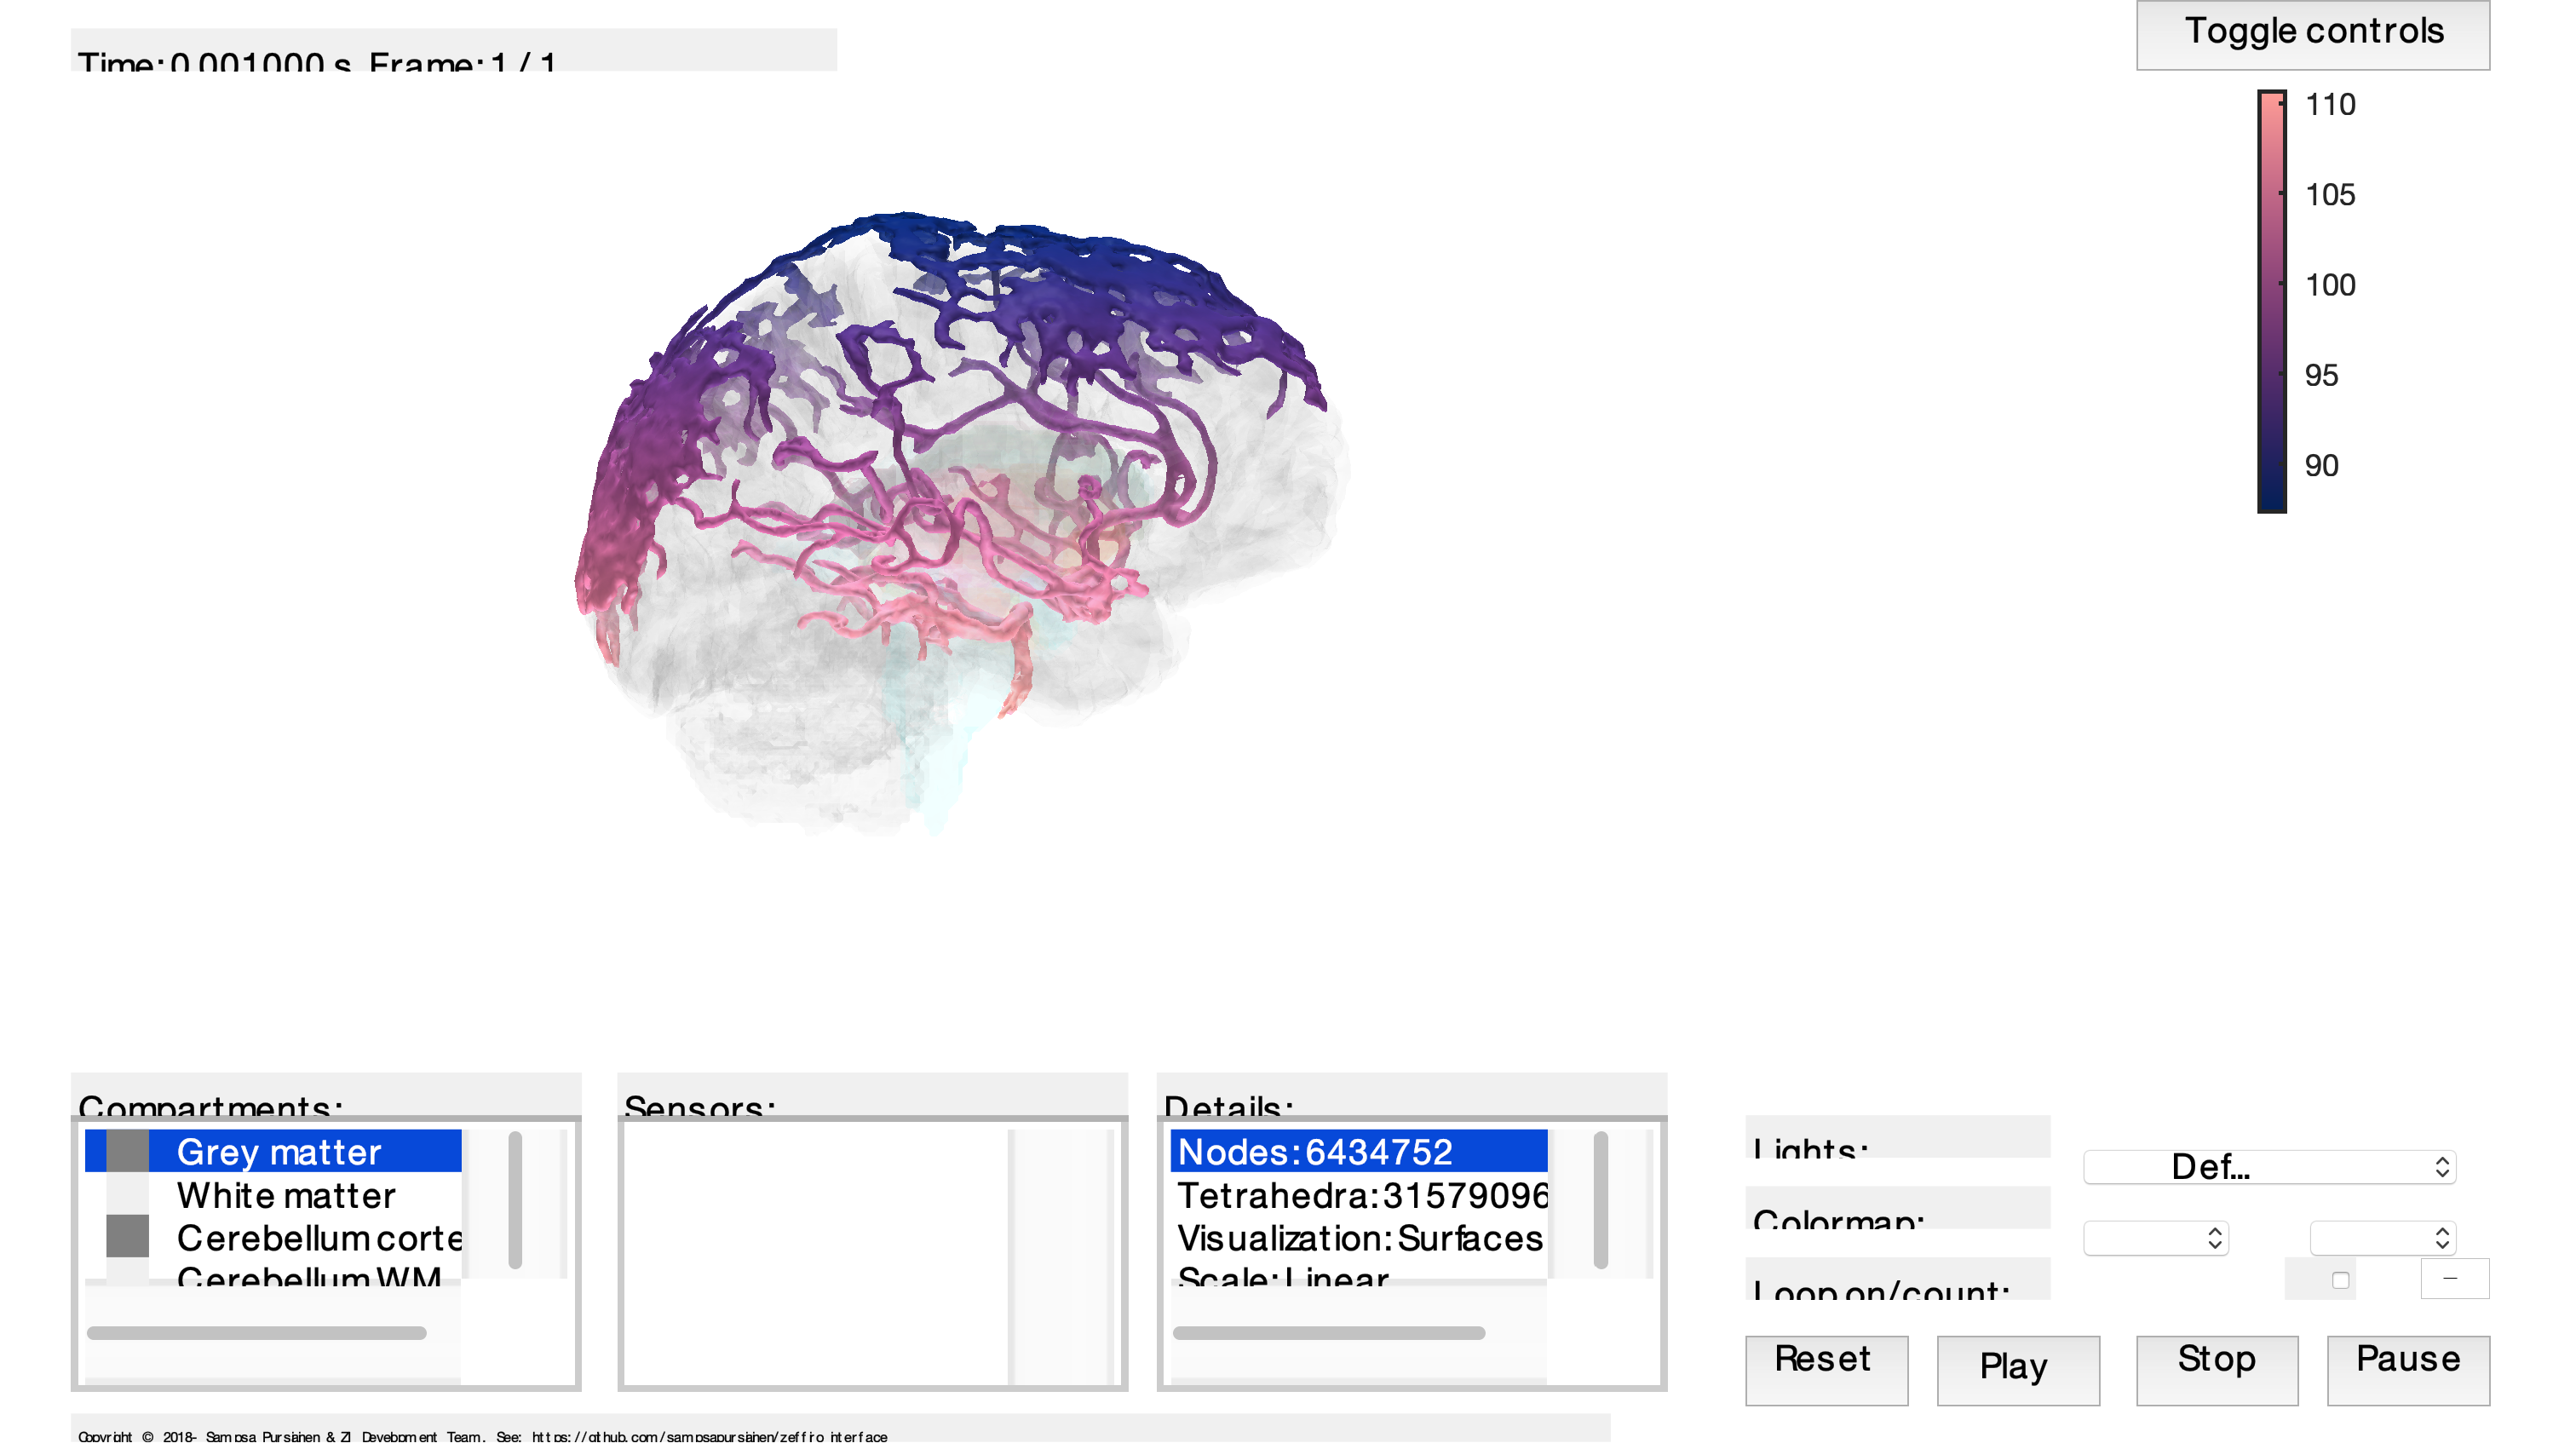 Toggle controls
Time: 0.001000 s Frame: 1 / 1
110
105
100
95
90
Compartments:
Grey matter
White matter
Cerebellum corte
Cerebellum WM
Sensors:
Details:
Nodes: 6434752
Tetrahedra: 31579096
Visualization: Surfaces
Scale: Linear
Lights:
Def...
Colormap:
Loop on/count:
—
Reset
Play
Stop
Pause
Copyright © 2018- Sampsa Pursiainen & ZI Development Team. See: https://github.com/sampsapursiainen/zeffiro_interface